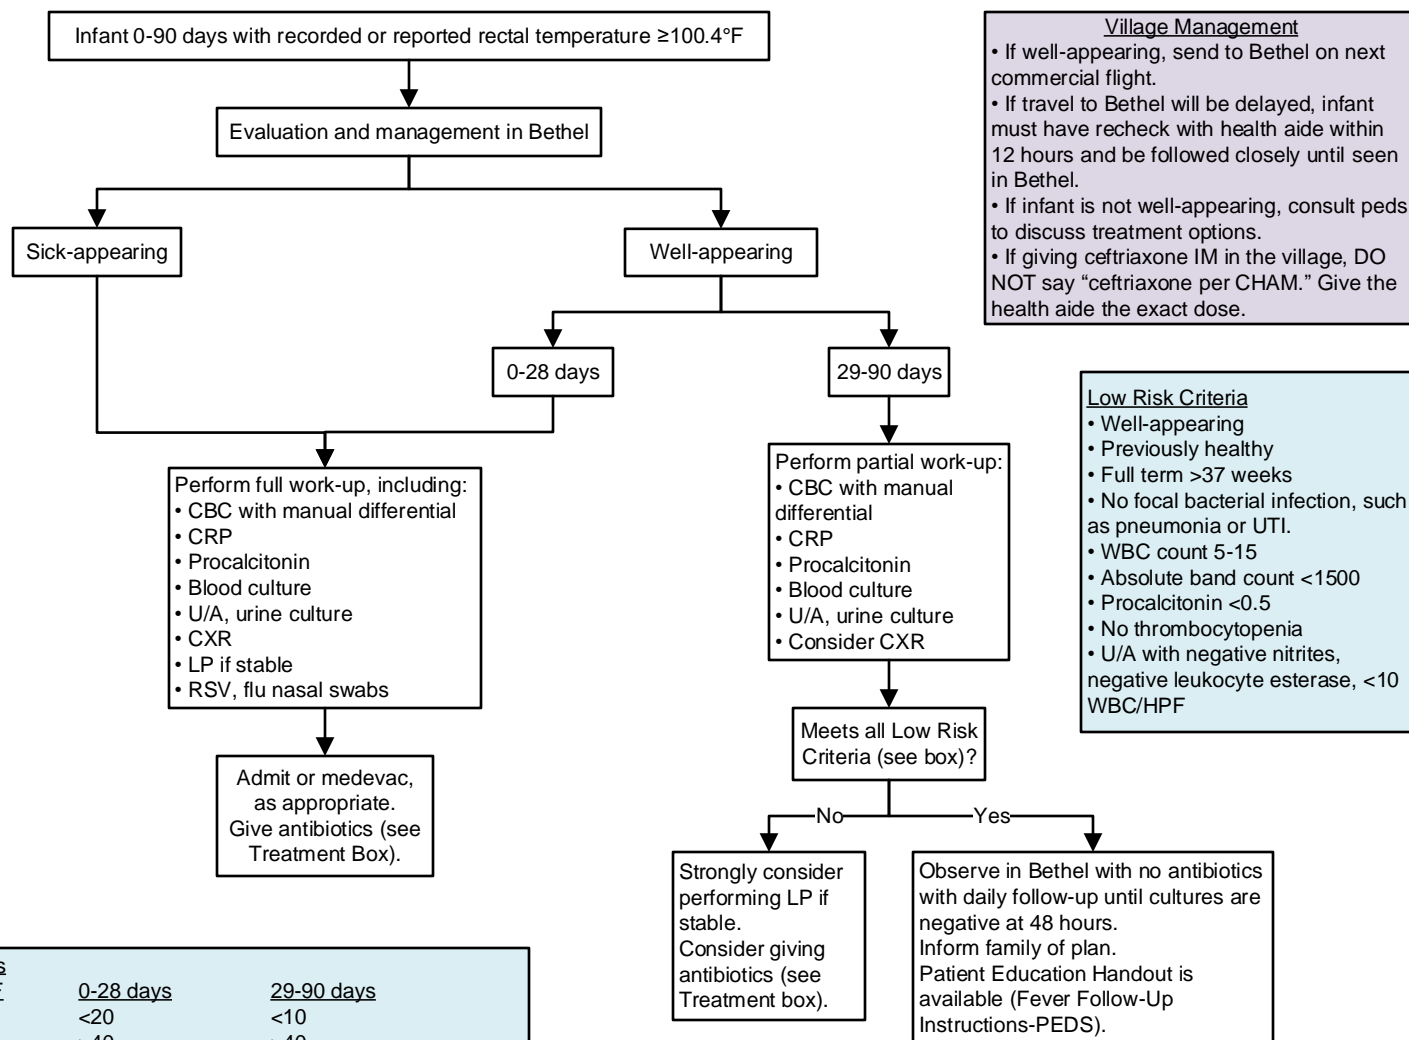 Infant 0-90 days with recorded or reported rectal temperature ≥100.4°F
Evaluation and management in Bethel
Sick-appearing
Well-appearing
0-28 days
29-90 days
Perform full work-up, including:
• CBC with manual differential
• CRP
• Procalcitonin
• Blood culture
• U/A, urine culture
• CXR
• LP if stable
• RSV, flu nasal swabs
Admit or medevac,
as appropriate.
Give antibiotics (see
Treatment Box).
Perform partial work-up:
• CBC with manual
differential
• CRP
• Procalcitonin
• Blood culture
• U/A, urine culture
• Consider CXR
Meets all Low Risk
Criteria (see box)?
No
Yes
Strongly consider
performing LP if
stable.
Consider giving
antibiotics (see
Treatment box).
Observe in Bethel with no antibiotics
with daily follow-up until cultures are
negative at 48 hours.
Inform family of plan.
Patient Education Handout is
available (Fever Follow-Up
Instructions-PEDS).
Village Management
• If well-appearing, send to Bethel on next
commercial flight.
• If travel to Bethel will be delayed, infant
must have recheck with health aide within
12 hours and be followed closely until seen
in Bethel.
• If infant is not well-appearing, consult peds
to discuss treatment options.
• If giving ceftriaxone IM in the village, DO
NOT say “ceftriaxone per CHAM.” Give the
health aide the exact dose.
Low Risk Criteria
• Well-appearing
• Previously healthy
• Full term >37 weeks
• No focal bacterial infection, such
as pneumonia or UTI.
• WBC count 5-15
• Absolute band count <1500
• Procalcitonin <0.5
• No thrombocytopenia
• U/A with negative nitrites,
negative leukocyte esterase, <10
WBC/HPF
0-28 days 29-90 days
<20 <10